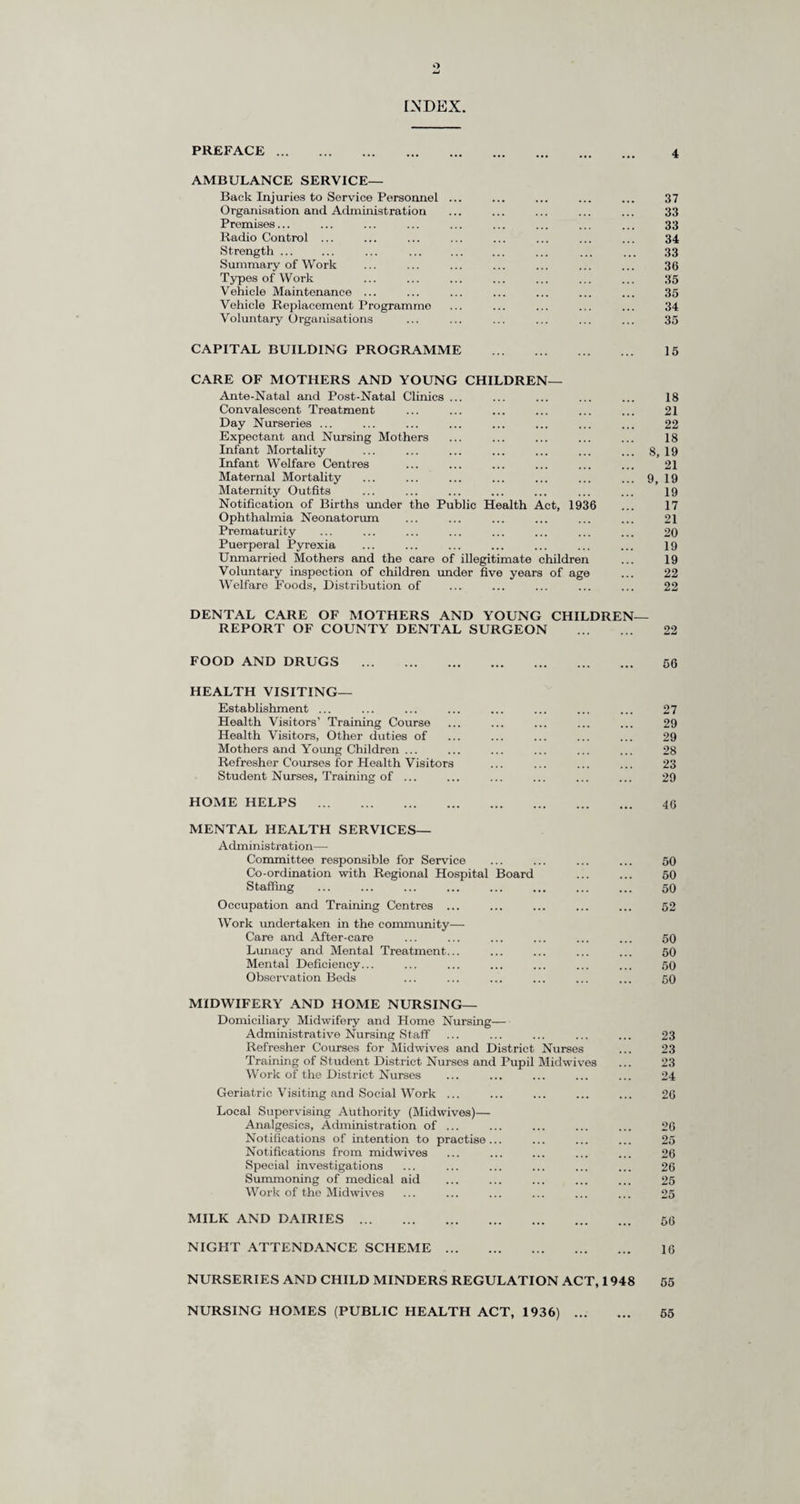 2
INDEX.
PREFACE ... ... ... ... ... ... ... ... ... 4
AMBULANCE SERVICE—
Back Injuries to Service Personnel ... ... ... ... ... ... 37
Organisation and Administration ... ... ... ... ... ... 33
Premises ... ... ... ... ... ... ... ... ... 33
Radio Control ... ... ... ... ... ... ... ... 34
Strength ... ... ... ... ... ... ... ... ... 33
Summary of Work ... ... ... ... ... ... ... 36
Types of Work ... ... ... ... ... ... ... 35
Vehicle Maintenance ... ... ... ... ... ... ... 35
Vehicle Replacement Programme ... ... ... ... ... 34
Voluntary Organisations ... ... ... ... ... ... 35
CAPITAL BUILDING PROGRAMME ... ... ... ... 15
CARE OF MOTHERS AND YOUNG CHILDREN—
Ante-Natal and Post-Natal Clinics ... ... ... ... ... 18
Convalescent Treatment ... ... ... ... ... ... 21
Day Nurseries ... ... ... ... ... ... ... ... 22
Expectant and Nursing Mothers ... ... ... ... ... 18
Infant Mortality ... ... ... ... ... ... ... 8, 19
Infant Welfare Centres ... ... ... ... ... ... 21
Maternal Mortality ... ... ... ... ... ... ... 9, 19
Maternity Outfits ... ... ... ... ... ... ... 19
Notification of Births under the Public Health Act, 1936 ... 17
Ophthalmia Neonatorum ... ... ... ... ... ... 21
Prematurity ... ... ... ... ... ... ... ... 20
Puerperal Pyrexia ... ... ... ... ... ... ... 19
Unmarried Mothers and the care of illegitimate children ... 19
Voluntary inspection of children under five years of age ... 22
Welfare Foods, Distribution of ... ... ... ... ... 22
DENTAL CARE OF MOTHERS AND YOUNG CHILDREN—
REPORT OF COUNTY DENTAL SURGEON ... ... 22
FOOD AND DRUGS ... ... ... ... ... ... ... 56
HEALTH VISITING—
Establishment ... ... ... ... ... ... ... ... 27
Health Visitors' Training Course ... ... ... ... ... 29
Health Visitors, Other duties of ... ... ... ... ... 29
Mothers and Young Children ... ... ... ... ... ... 28
Refresher Courses for Health Visitors ... ... ... ... 23
Student Nurses, Training of ... ... ... ... ... ... 29
HOME HELPS ... ... ... ... ... ... ... ... 46
MENTAL HEALTH SERVICES—
Administration—
Committee responsible for Service ... ... ... ... 50
Co-ordination with Regional Hospital Board ... ... 50
Staffing ... ... ... ... ... ... ... ... 50
Occupation and Training Centres ... ... ... ... ... 52
Work undertaken in the community—
Care and After-care ... ... ... ... ... ... 50
Lunacy and Mental Treatment... ... ... ... ... 50
Mental Deficiency... ... ... ... ... ... ... 50
Observation Beds ... ... ... ... ... ... 50
MIDWIFERY AND HOME NURSING—
Domiciliary Midwifery and Home Nursing—
Administrative Nursing Staff ... ... ... ... ... 23
Refresher Courses for Midwives and District Nurses ... 23
Training of Student District Nurses and Pupil Midwives ... 23
Work of the District Nurses ... ... ... ... ... 24
Geriatric Visiting and Social Work ... ... ... ... ... 26
Local Supervising Authority (Midwives)—
Analgesics, Administration of ... ... ... ... ... 26
Notifications of intention to practise ... ... ... ... 25
Notifications from midwives ... ... ... ... ... 26
Special investigations ... ... ... ... ... ... 26
Summoning of medical aid ... ... ... ... ... 25
Work of the Midwives ... ... ... ... ... ... 25
MILK AND DAIRIES ... ... ... ... ... ... ... 56
NIGHT ATTENDANCE SCHEME ... ... ... ... ... 16
NURSERIES AND CHILD MINDERS REGULATION ACT, 1948 55
NURSING HOMES (PUBLIC HEALTH ACT, 1936) ... ... 55